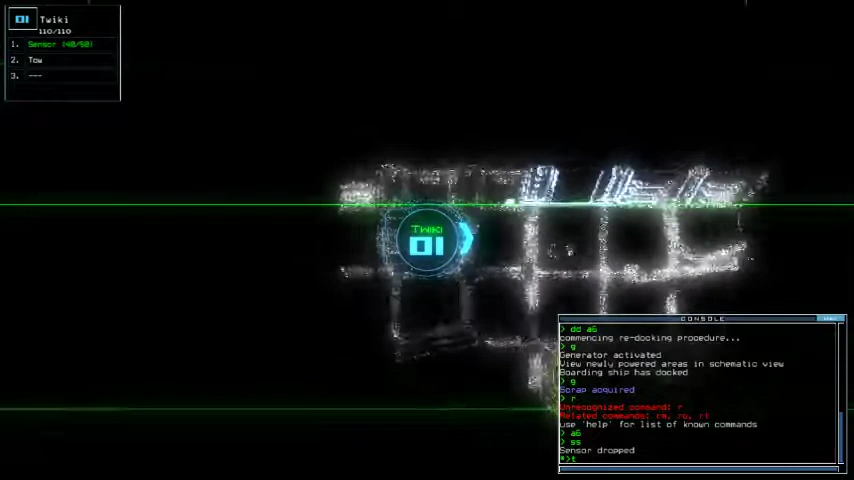 01 Twiki
110/110
1. Sensor (40/50)
2. Tow
3. ---
TWIKI
01
CONSOLE
> dd a6
commencing re-docking procedure...
> g
Generator activated
View newly powered areas in schematic view
Boarding ship has docked
> g
Scrap acquired
> r
Unrecognized command: r
Related commands: rm, ro, rt
use 'help' for list of known commands
> a6
> ss
Sensor dropped
>t